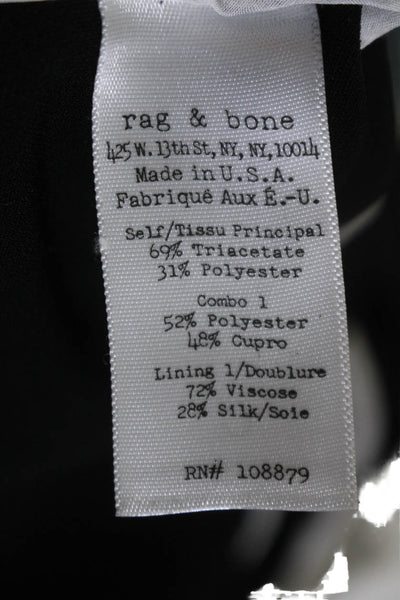 rag & bone
425 W. 13th St, NY, NY, 10014
Made in U.S.A.
Fabriqué Aux É.-U.
Self/Tissu Principal
69% Triacetate
31% Polyester
Combo 1
52% Polyester
48% Cupro
Lining 1/Doublure
72% Viscose
28% Silk/Soie
RN# 108879